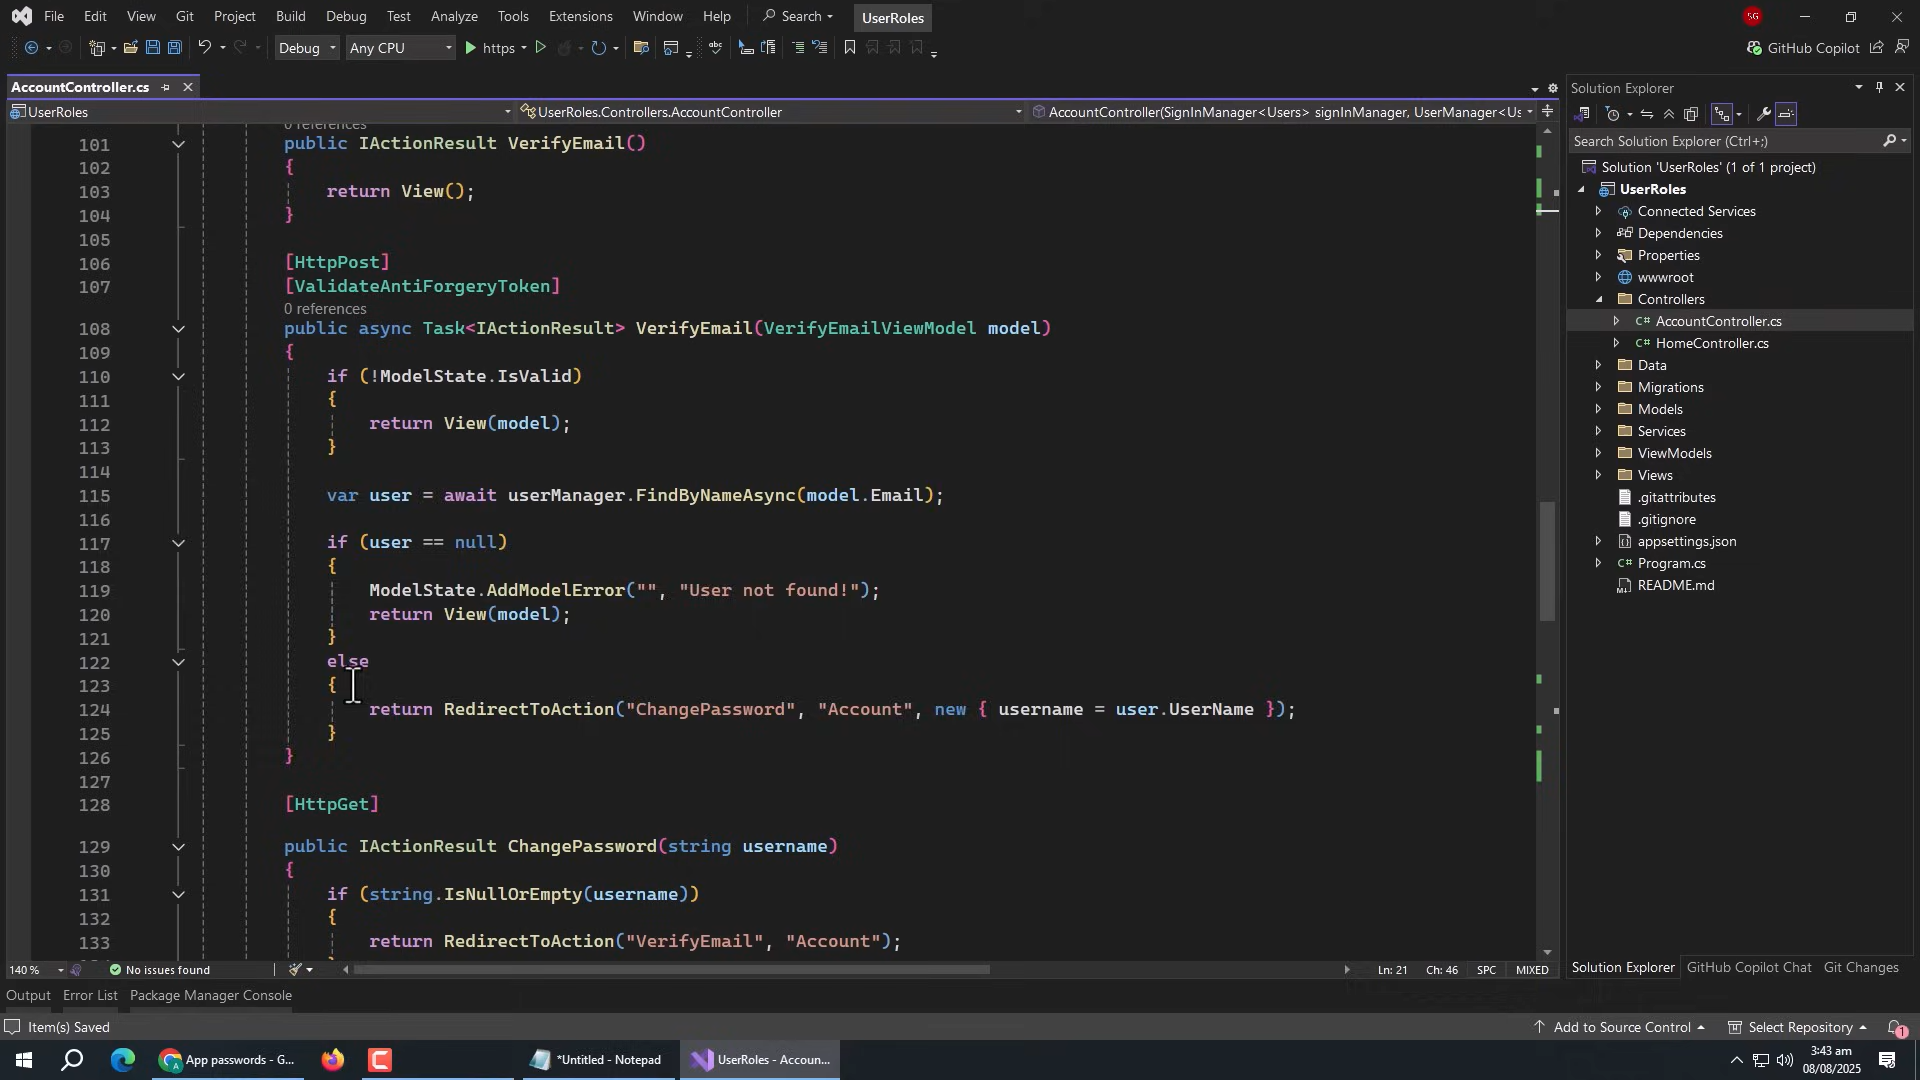 File Edit View Git Project Build Debug Test Analyze Tools Extensions Window Help Search UserRoles SG
Debug Any CPU https GitHub Copilot
AccountController.cs
UserRoles UserRoles.Controllers.AccountController AccountController(SignInManager<Users> signInManager, UserManager<Us
0 references
101 public IActionResult VerifyEmail()
102 {
103 return View();
104 }
105
106 [HttpPost]
107 [ValidateAntiForgeryToken]
0 references
108 public async Task<IActionResult> VerifyEmail(VerifyEmailViewModel model)
109 {
110 if (!ModelState.IsValid)
111 {
112 return View(model);
113 }
114
115 var user = await userManager.FindByNameAsync(model.Email);
116
117 if (user == null)
118 {
119 ModelState.AddModelError("", "User not found!");
120 return View(model);
121 }
122 else
123 {
124 return RedirectToAction("ChangePassword", "Account", new { username = user.UserName });
125 }
126 }
127
128 [HttpGet]
129 public IActionResult ChangePassword(string username)
130 {
131 if (string.IsNullOrEmpty(username))
132 {
133 return RedirectToAction("VerifyEmail", "Account");
140 % No issues found Ln: 21 Ch: 46 SPC MIXED
Solution Explorer
Search Solution Explorer (Ctrl+;)
Solution 'UserRoles' (1 of 1 project)
UserRoles
Connected Services
Dependencies
Properties
wwwroot
Controllers
C# AccountController.cs
C# HomeController.cs
Data
Migrations
Models
Services
ViewModels
Views
.gitattributes
.gitignore
appsettings.json
C# Program.cs
README.md
Solution Explorer GitHub Copilot Chat Git Changes
Output Error List Package Manager Console
Item(s) Saved Add to Source Control Select Repository 1
App passwords - G... *Untitled - Notepad UserRoles - Accoun... 3:43 am
08/08/2025